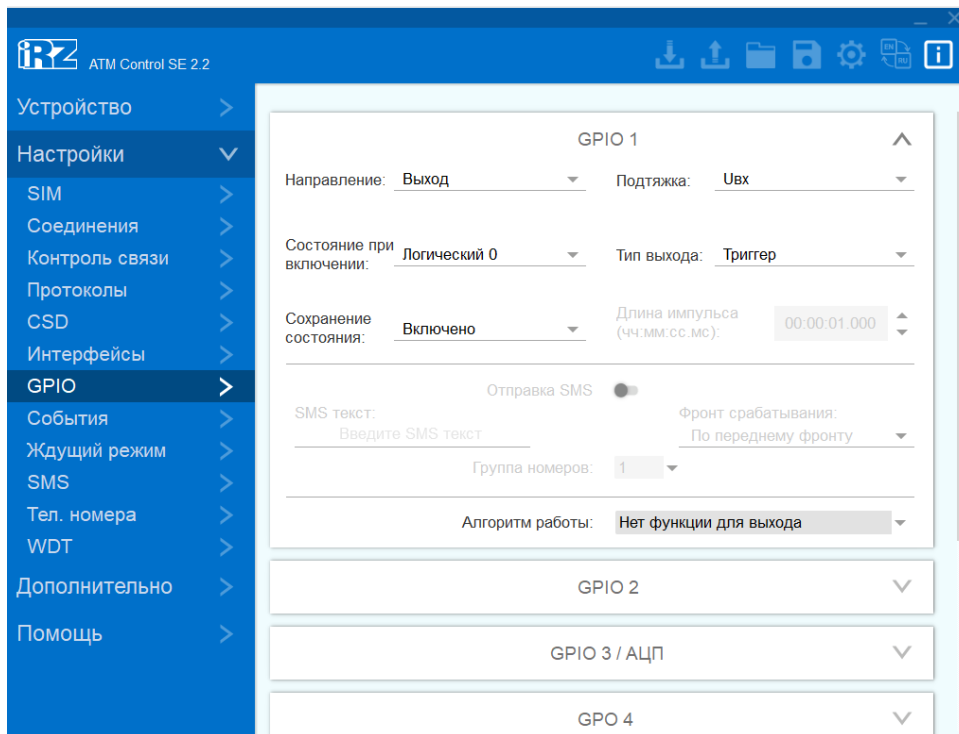 iRZ ATM Control SE 2.2
EN RU
Устройство
Настройки
SIM
Соединения
Контроль связи
Протоколы
CSD
Интерфейсы
GPIO
События
Ждущий режим
SMS
Тел. номера
WDT
Дополнительно
Помощь
GPIO 1
Направление: Выход Подтяжка: Uвх
Состояние при включении: Логический 0 Тип выхода: Триггер
Сохранение состояния: Включено Длина импульса (чч:мм:сс.мс): 00:00:01.000
Отправка SMS
SMS текст: Фронт срабатывания:
Введите SMS текст По переднему фронту
Группа номеров: 1
Алгоритм работы: Нет функции для выхода
GPIO 2
GPIO 3 / АЦП
GPO 4